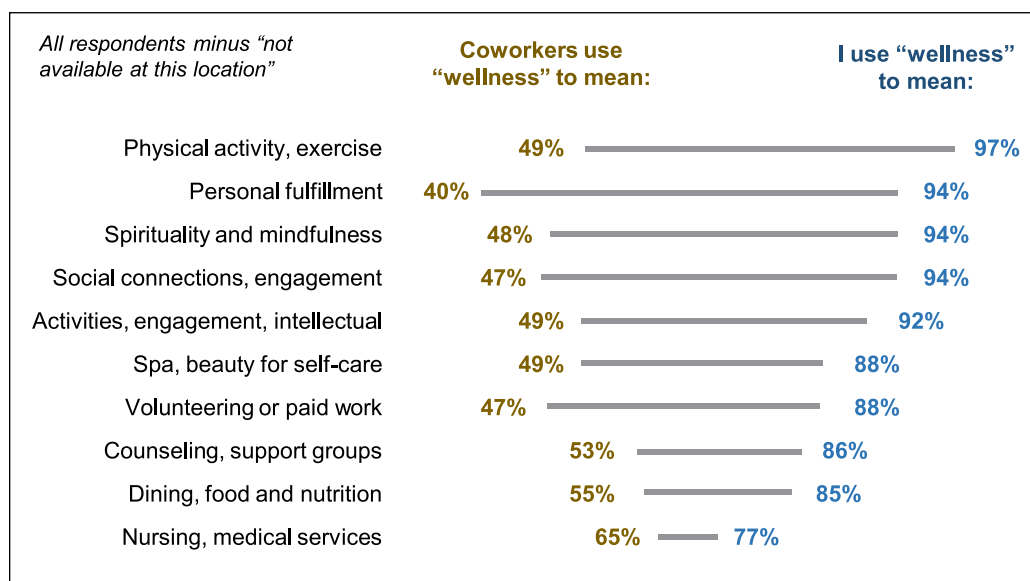 All respondents minus “not
available at this location”
Coworkers use
“wellness” to mean:
I use “wellness”
to mean:
Physical activity, exercise 49% 97%
Personal fulfillment 40% 94%
Spirituality and mindfulness 48% 94%
Social connections, engagement 47% 94%
Activities, engagement, intellectual 49% 92%
Spa, beauty for self-care 49% 88%
Volunteering or paid work 47% 88%
Counseling, support groups 53% 86%
Dining, food and nutrition 55% 85%
Nursing, medical services 65% 77%